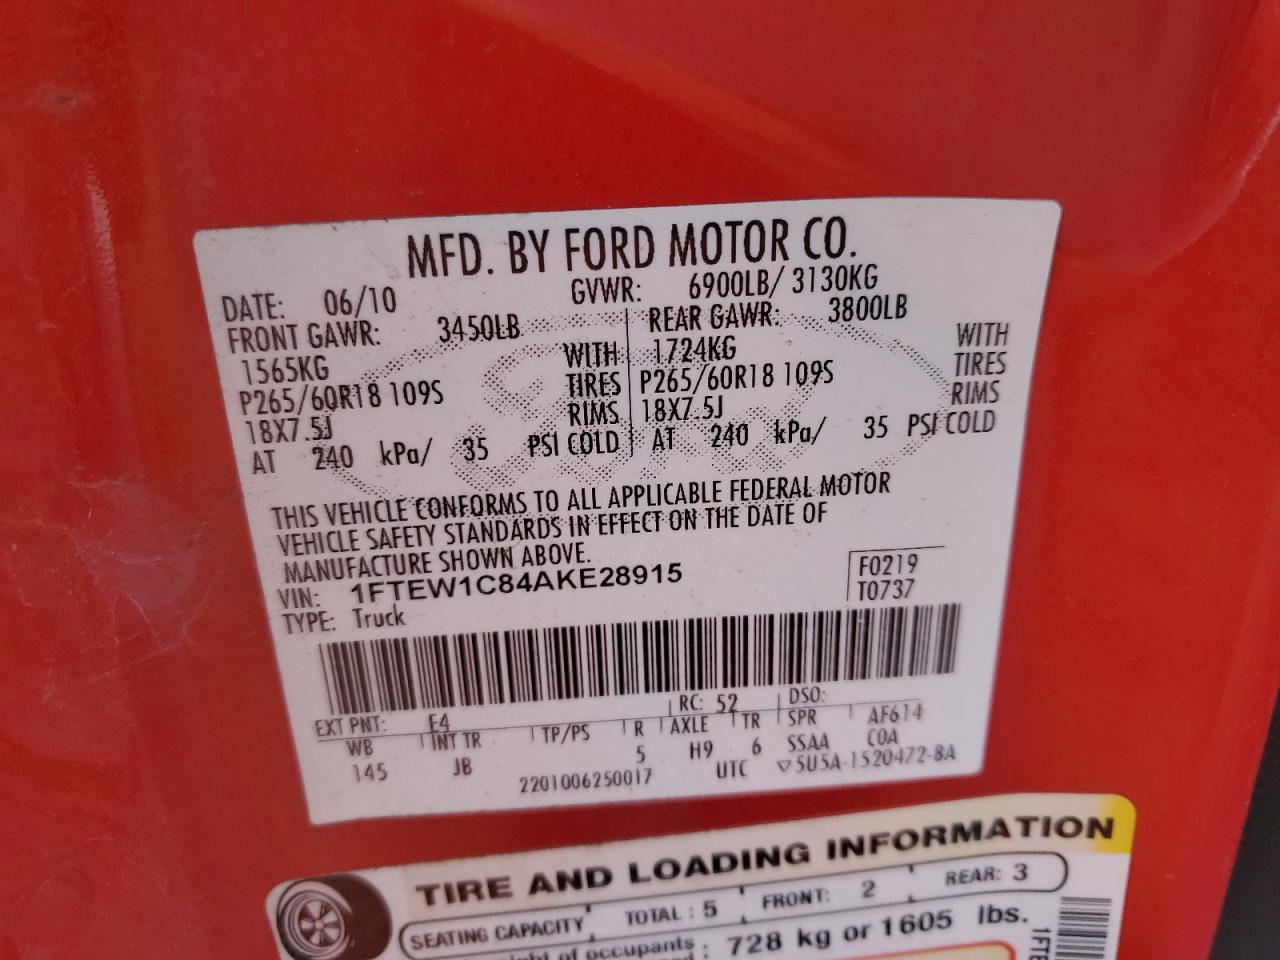 MFD. BY FORD MOTOR CO.
DATE: 06/10 GVWR: 6900LB/ 3130KG
FRONT GAWR: 3450LB REAR GAWR: 3800LB
1565KG WITH 1724KG WITH
P265/60R18 109S TIRES P265/60R18 109S TIRES
18X7.5J RIMS 18X7.5J RIMS
AT 240 kPa/ 35 PSI COLD AT 240 kPa/ 35 PSI COLD
THIS VEHICLE CONFORMS TO ALL APPLICABLE FEDERAL MOTOR
VEHICLE SAFETY STANDARDS IN EFFECT ON THE DATE OF
MANUFACTURE SHOWN ABOVE.
VIN: 1FTEW1C84AKE28915 F0219
TYPE: Truck T0737
EXT PNT: E4 RC: 52 DSO:
WB INT TR TP/PS R AXLE TR SPR AF614
145 JB 5 H9 6 SSAA COA
2201006250017 UTC ▽5U5A-1520472-BA
TIRE AND LOADING INFORMATION
SEATING CAPACITY TOTAL : 5 FRONT: 2 REAR: 3
of occupants : 728 kg or 1605 lbs.
1FTE